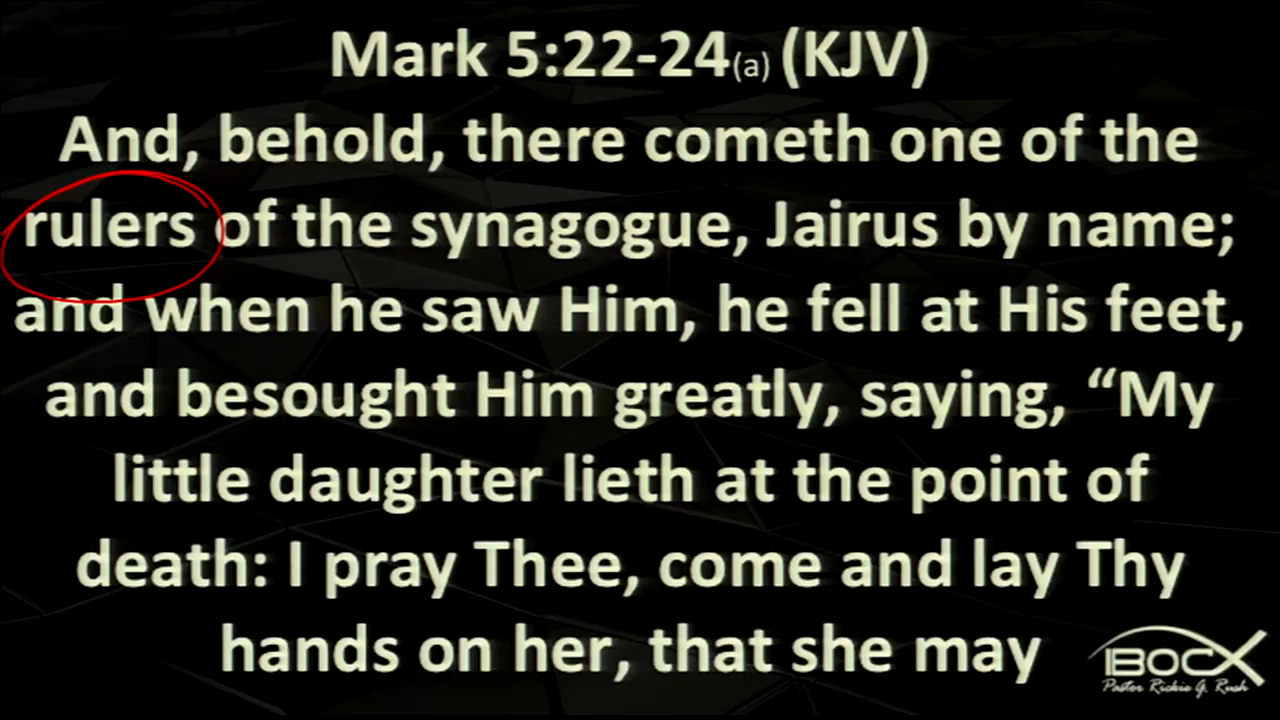 Mark 5:22-24(a) (KJV)
And, behold, there cometh one of the
rulers of the synagogue, Jairus by name;
and when he saw Him, he fell at His feet,
and besought Him greatly, saying, “My
little daughter lieth at the point of
death: I pray Thee, come and lay Thy
hands on her, that she may
IBOC
Pastor Rickie G. Rush